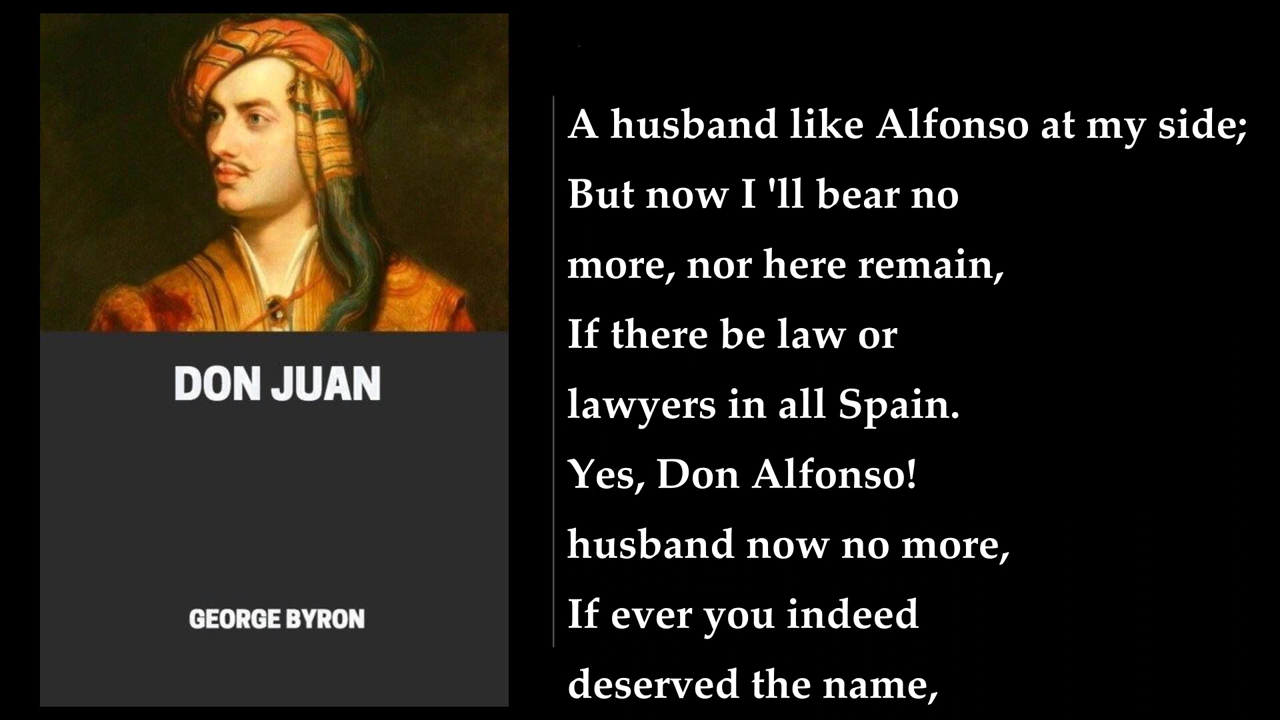 DON JUAN
GEORGE BYRON
A husband like Alfonso at my side;
But now I 'll bear no
more, nor here remain,
If there be law or
lawyers in all Spain.
Yes, Don Alfonso!
husband now no more,
If ever you indeed
deserved the name,